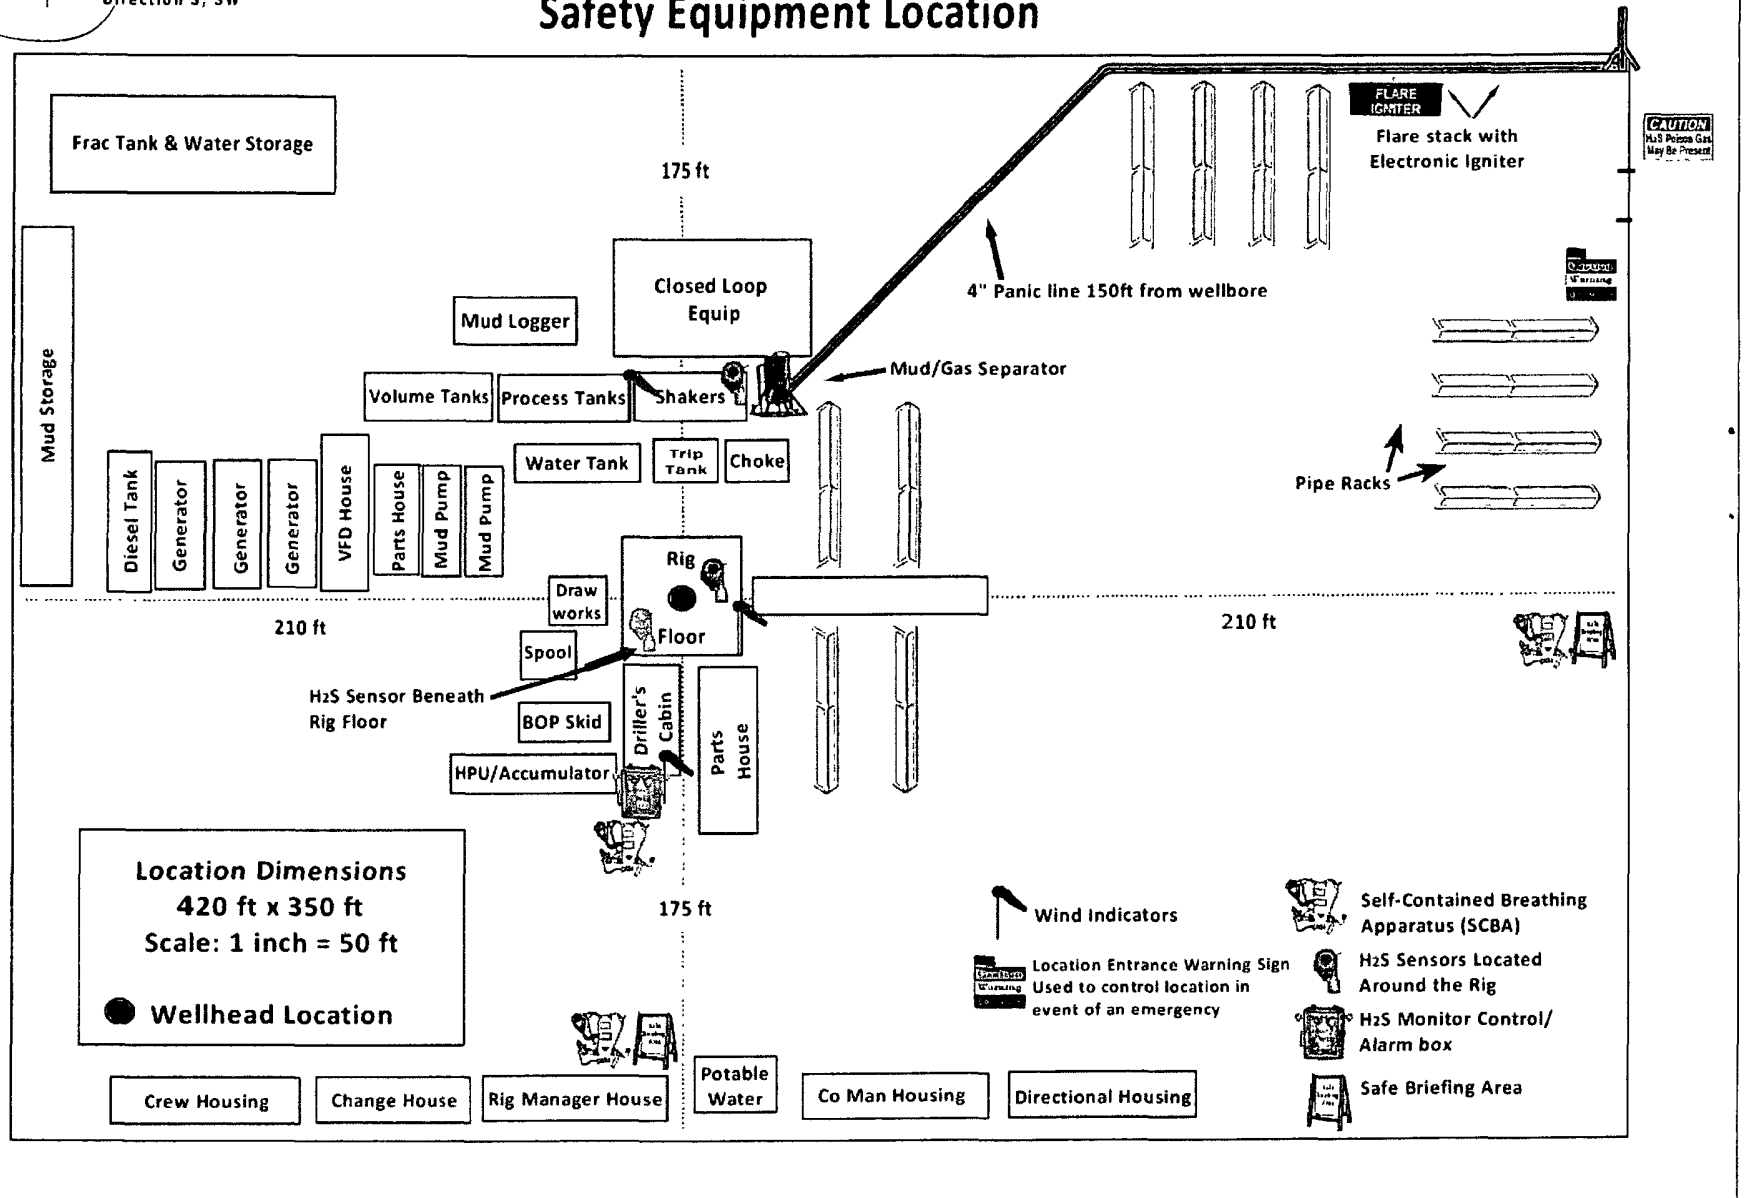 Direction S, SW
Safety Equipment Location
Frac Tank & Water Storage
175 ft
FLARE
IGNITER
Flare stack with
Electronic Igniter
CAUTION
H2S Poison Gas
May Be Present
Warning
Closed Loop
Equip
4" Panic line 150ft from wellbore
Mud Logger
Mud Storage
Mud/Gas Separator
Volume Tanks
Process Tanks
Shakers
Water Tank
Trip
Tank
Choke
Pipe Racks
Diesel Tank
Generator
Generator
Generator
VFD House
Parts House
Mud Pump
Mud Pump
Rig
Floor
Draw
works
210 ft
210 ft
Spool
H2S Sensor Beneath
Rig Floor
BOP Skid
Driller's
Cabin
Parts
House
HPU/Accumulator
Location Dimensions
420 ft x 350 ft
Scale: 1 inch = 50 ft
Wellhead Location
175 ft
Wind Indicators
Location Entrance Warning Sign
Used to control location in
event of an emergency
Warning
Self-Contained Breathing
Apparatus (SCBA)
H2S Sensors Located
Around the Rig
H2S Monitor Control/
Alarm box
Safe Briefing Area
Crew Housing
Change House
Rig Manager House
Potable
Water
Co Man Housing
Directional Housing